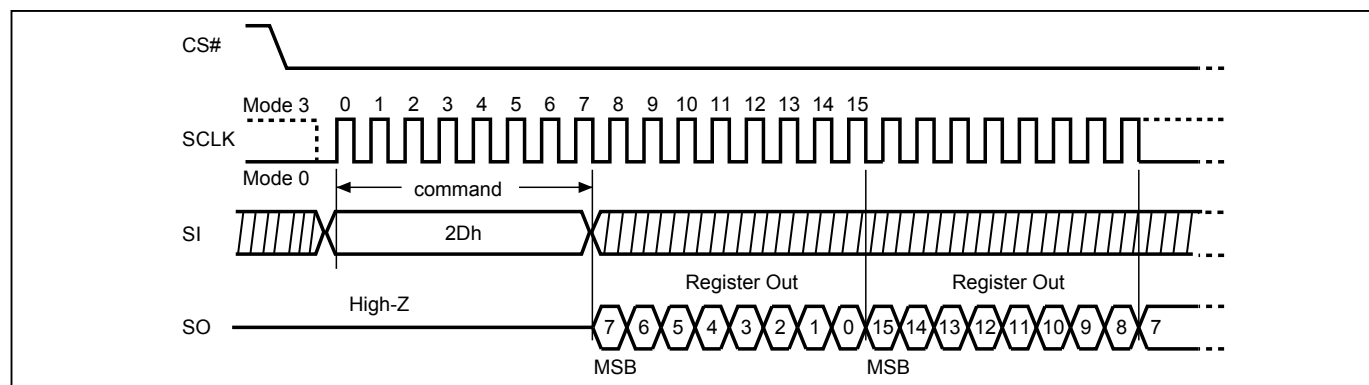 CS#
Mode 3
0 1 2 3 4 5 6 7 8 9 10 11 12 13 14 15
SCLK
Mode 0
command
SI
2Dh
Register Out Register Out
High-Z
SO
7 6 5 4 3 2 1 0 15 14 13 12 11 10 9 8 7
MSB MSB